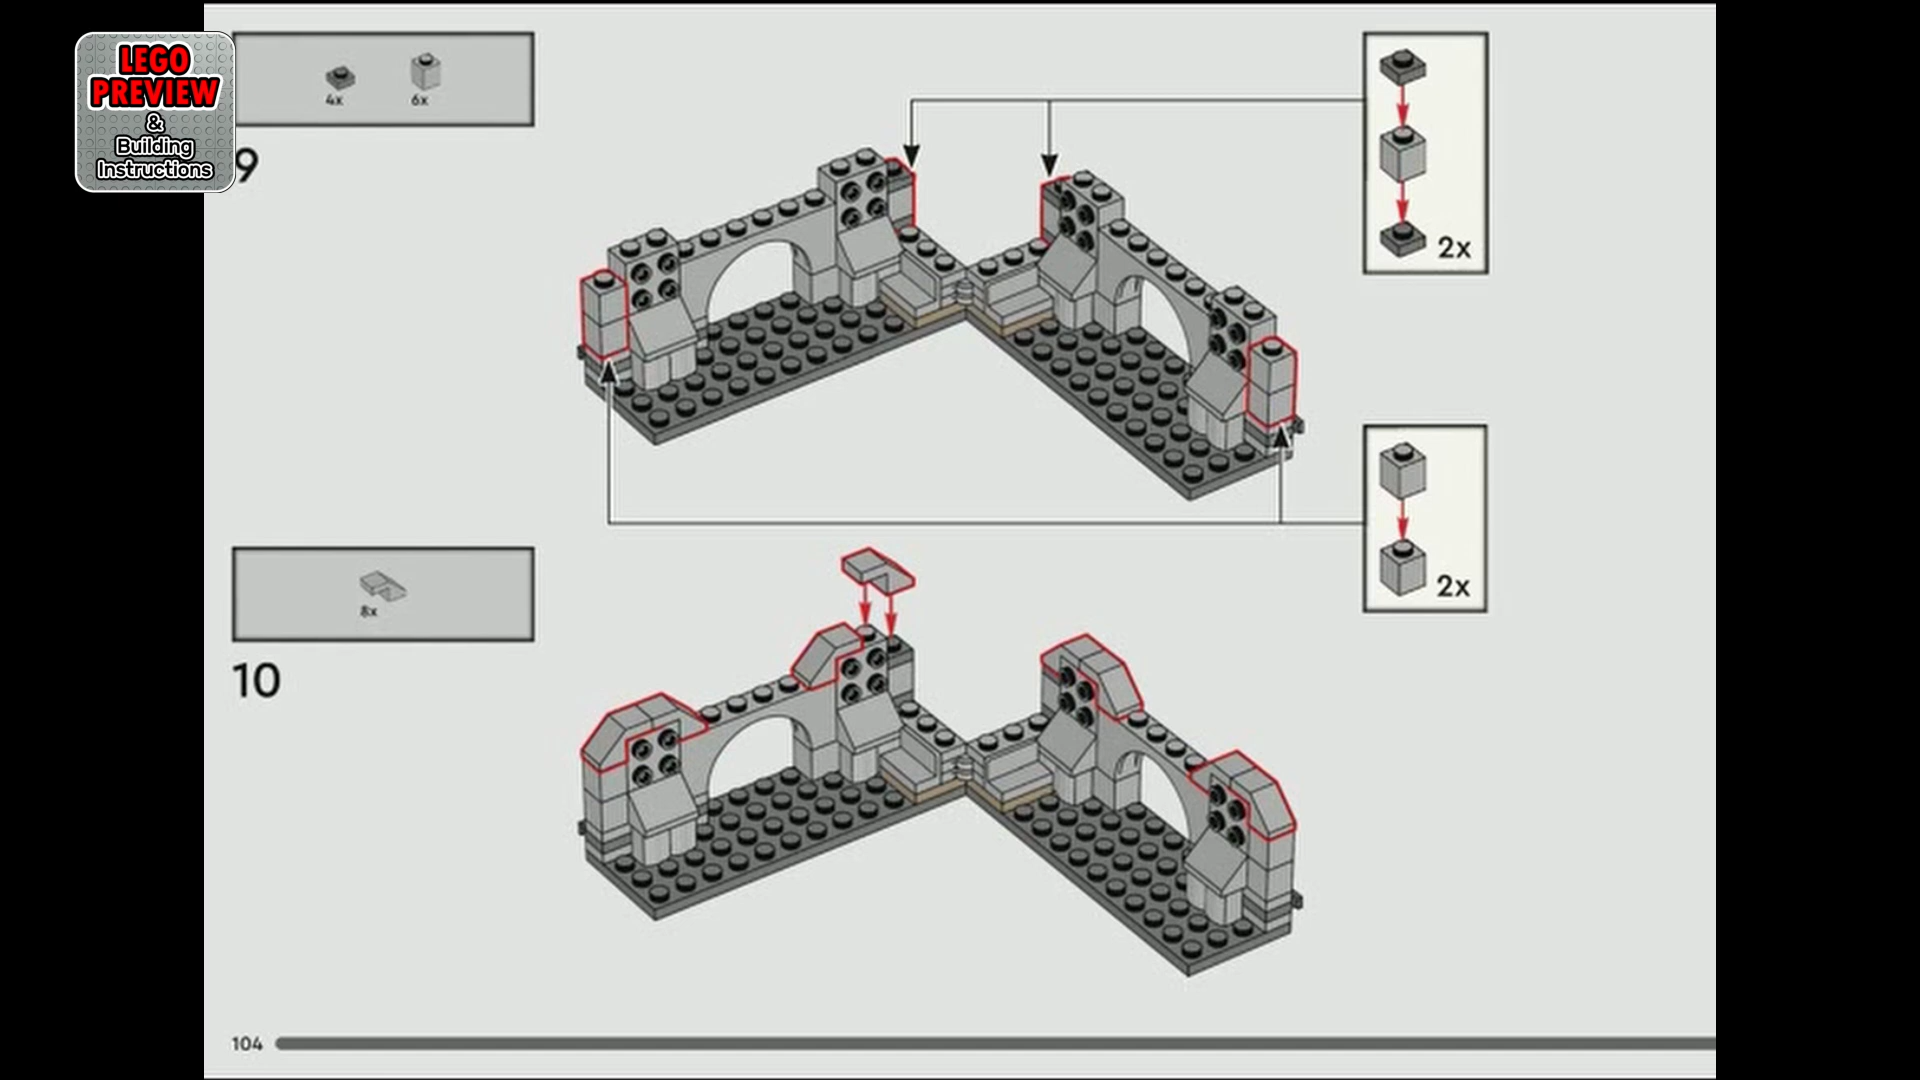 LEGO
PREVIEW
&
Building
Instructions
4x
6x
9
2x
2x
8x
10
104